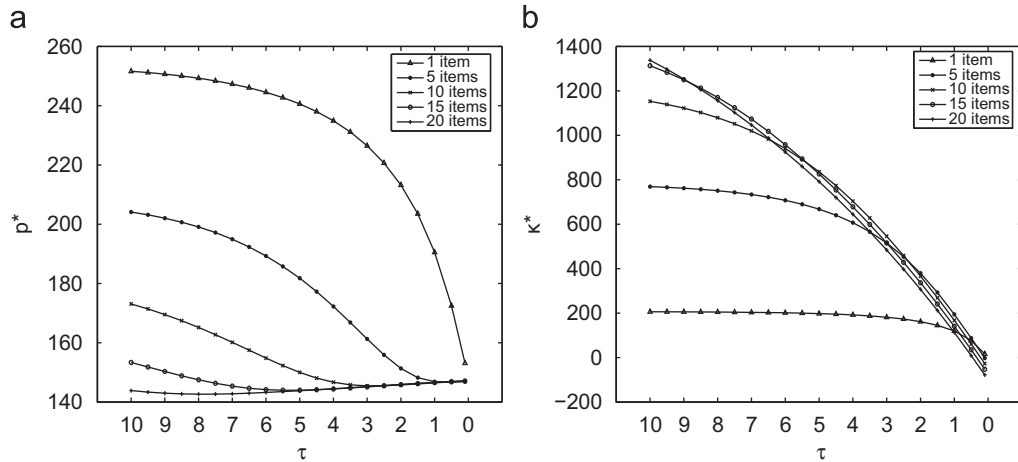 a
260
240
220
200
180
160
140
p*
10 9 8 7 6 5 4 3 2 1 0
τ
1 item
5 items
10 items
15 items
20 items
b
1400
1200
1000
800
600
400
200
0
−200
κ*
10 9 8 7 6 5 4 3 2 1 0
τ
1 item
5 items
10 items
15 items
20 items